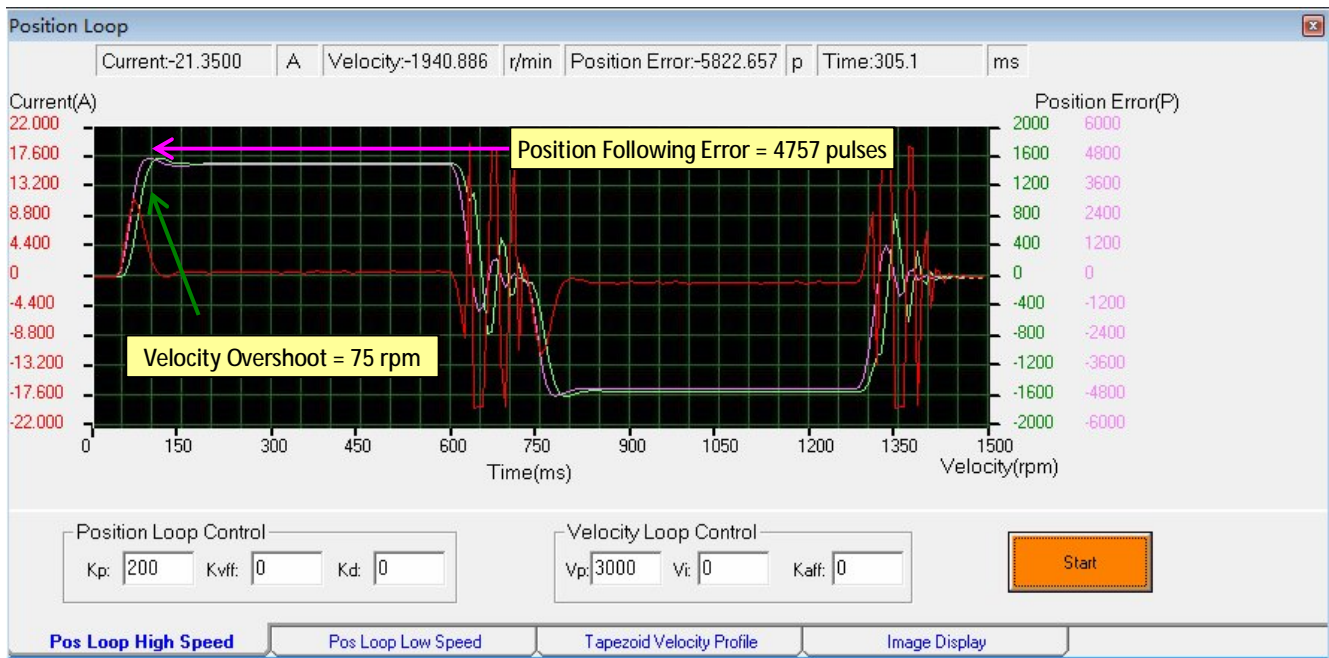 Position Loop
Current:-21.3500 A Velocity:-1940.886 r/min Position Error:-5822.657 p Time:305.1 ms
Current(A) Position Error(P)
22.000 2000 6000
17.600 1600 4800
13.200 1200 3600
8.800 800 2400
4.400 400 1200
0 0 0
-4.400 -400 -1200
-8.800 -800 -2400
-13.200 -1200 -3600
-17.600 -1600 -4800
-22.000 -2000 -6000
Position Following Error = 4757 pulses
Velocity Overshoot = 75 rpm
0 150 300 450 600 750 900 1050 1200 1350 1500
Time(ms) Velocity(rpm)
Position Loop Control Velocity Loop Control
Kp: 200 Kvff: 0 Kd: 0 Vp: 3000 Vi: 0 Kaff: 0 Start
Pos Loop High Speed Pos Loop Low Speed Tapezoid Velocity Profile Image Display